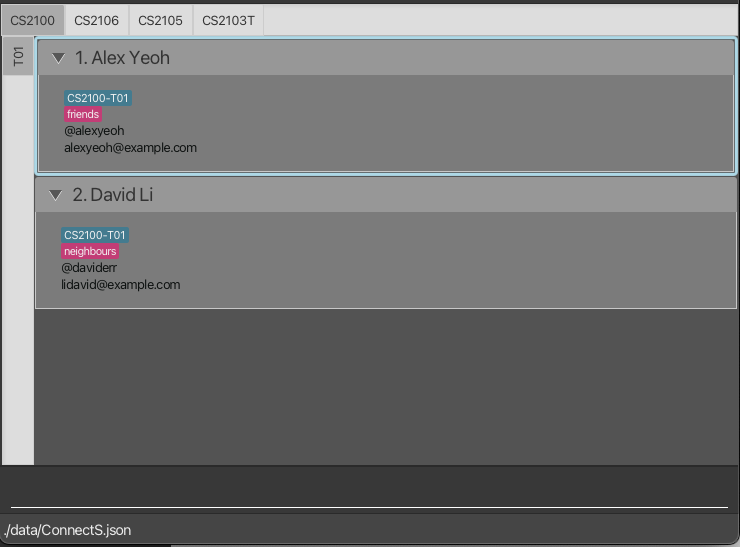 CS2100 CS2106 CS2105 CS2103T
T01
1. Alex Yeoh
CS2100-T01
friends
@alexyeoh
alexyeoh@example.com
2. David Li
CS2100-T01
neighbours
@daviderr
lidavid@example.com
./data/ConnectS.json